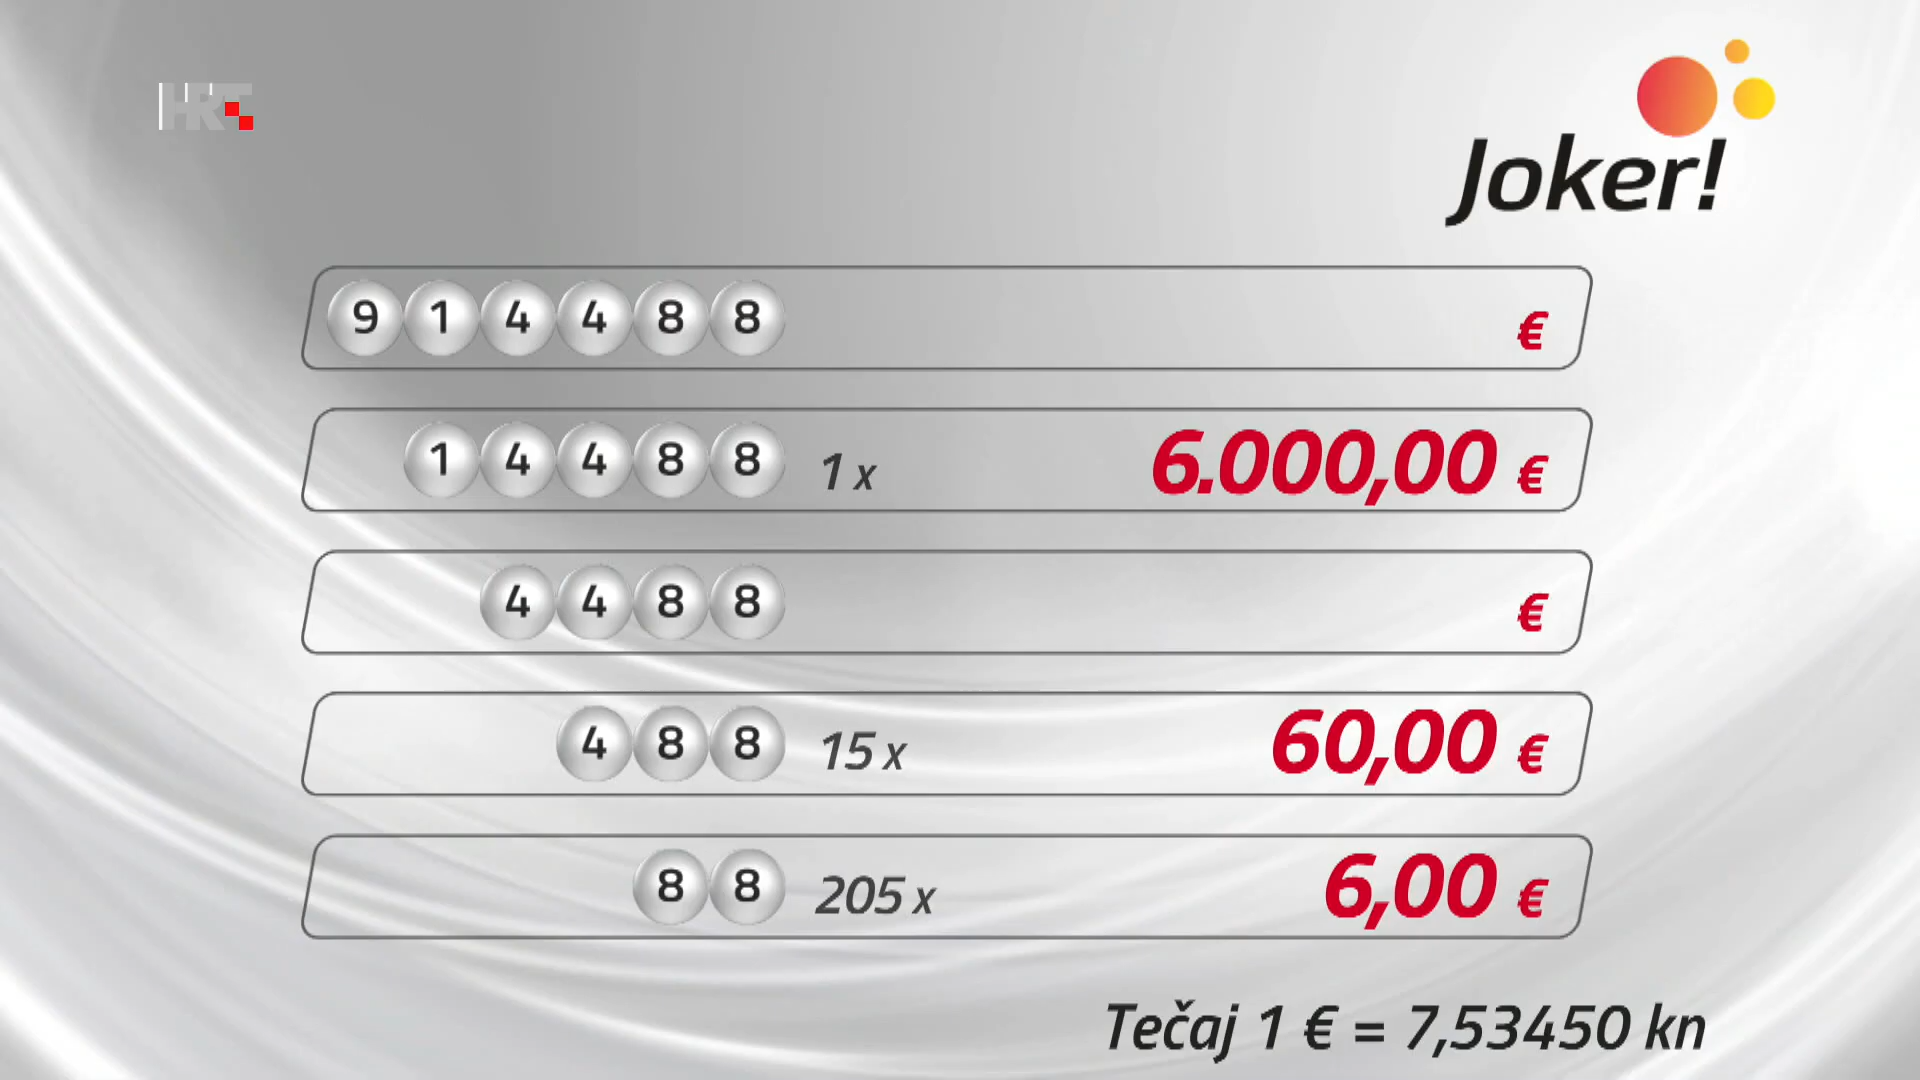 HRT
Joker!
9 1 4 4 8 8 €
1 4 4 8 8 1 x 6.000,00 €
4 4 8 8 €
4 8 8 15 x 60,00 €
8 8 205 x 6,00 €
Tečaj 1 € = 7,53450 kn